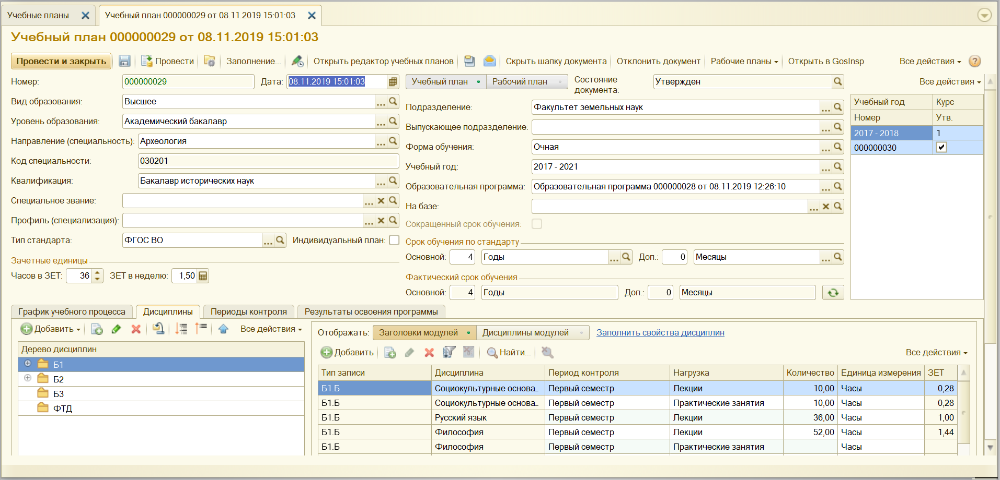 Учебные планы
Учебный план 000000029 от 08.11.2019 15:01:03
Учебный план 000000029 от 08.11.2019 15:01:03
Провести и закрыть Провести Заполнение... Открыть редактор учебных планов Скрыть шапку документа Отклонить документ Рабочие планы Открыть в GosInsp Все действия ?
Номер: 000000029 Дата: 08.11.2019 15:01:03
Вид образования: Высшее ...
Уровень образования: Академический бакалавр ...
Направление (специальность): Археология ...
Код специальности: 030201
Квалификация: Бакалавр исторических наук ...
Специальное звание: ...
Профиль (специализация): ...
Тип стандарта: ФГОС ВО ... Индивидуальный план:
Зачетные единицы
Часов в ЗЕТ: 36 ЗЕТ в неделю: 1,50
Учебный план Рабочий план Состояние документа: Утвержден
Подразделение: Факультет земельных наук ...
Выпускающее подразделение: ...
Форма обучения: Очная ...
Учебный год: 2017 - 2021 ...
Образовательная программа: Образовательная программа 000000028 от 08.11.2019 12:26:10 ...
На базе: ...
Сокращенный срок обучения:
Срок обучения по стандарту
Основной: 4 Годы ... Доп.: 0 Месяцы ...
Фактический срок обучения
Основной: 4 Годы Доп.: 0 Месяцы
Все действия
Учебный год Курс
Номер Утв.
2017 - 2018 1
000000030
График учебного процесса Дисциплины Периоды контроля Результаты освоения программы
Добавить Все действия
Дерево дисциплин
Б1
Б2
Б3
ФТД
Отображать: Заголовки модулей Дисциплины модулей Заполнить свойства дисциплин
Добавить Найти... Все действия
Тип записи Дисциплина Период контроля Нагрузка Количество Единица измерения ЗЕТ
Б1.Б Социокультурные основа... Первый семестр Лекции 10,00 Часы 0,28
Б1.Б Социокультурные основа... Первый семестр Практические занятия 10,00 Часы 0,28
Б1.Б Русский язык Первый семестр Лекции 36,00 Часы 1,00
Б1.Б Философия Первый семестр Лекции 52,00 Часы 1,44
Б1.Б Философия Первый семестр Практические занятия Часы